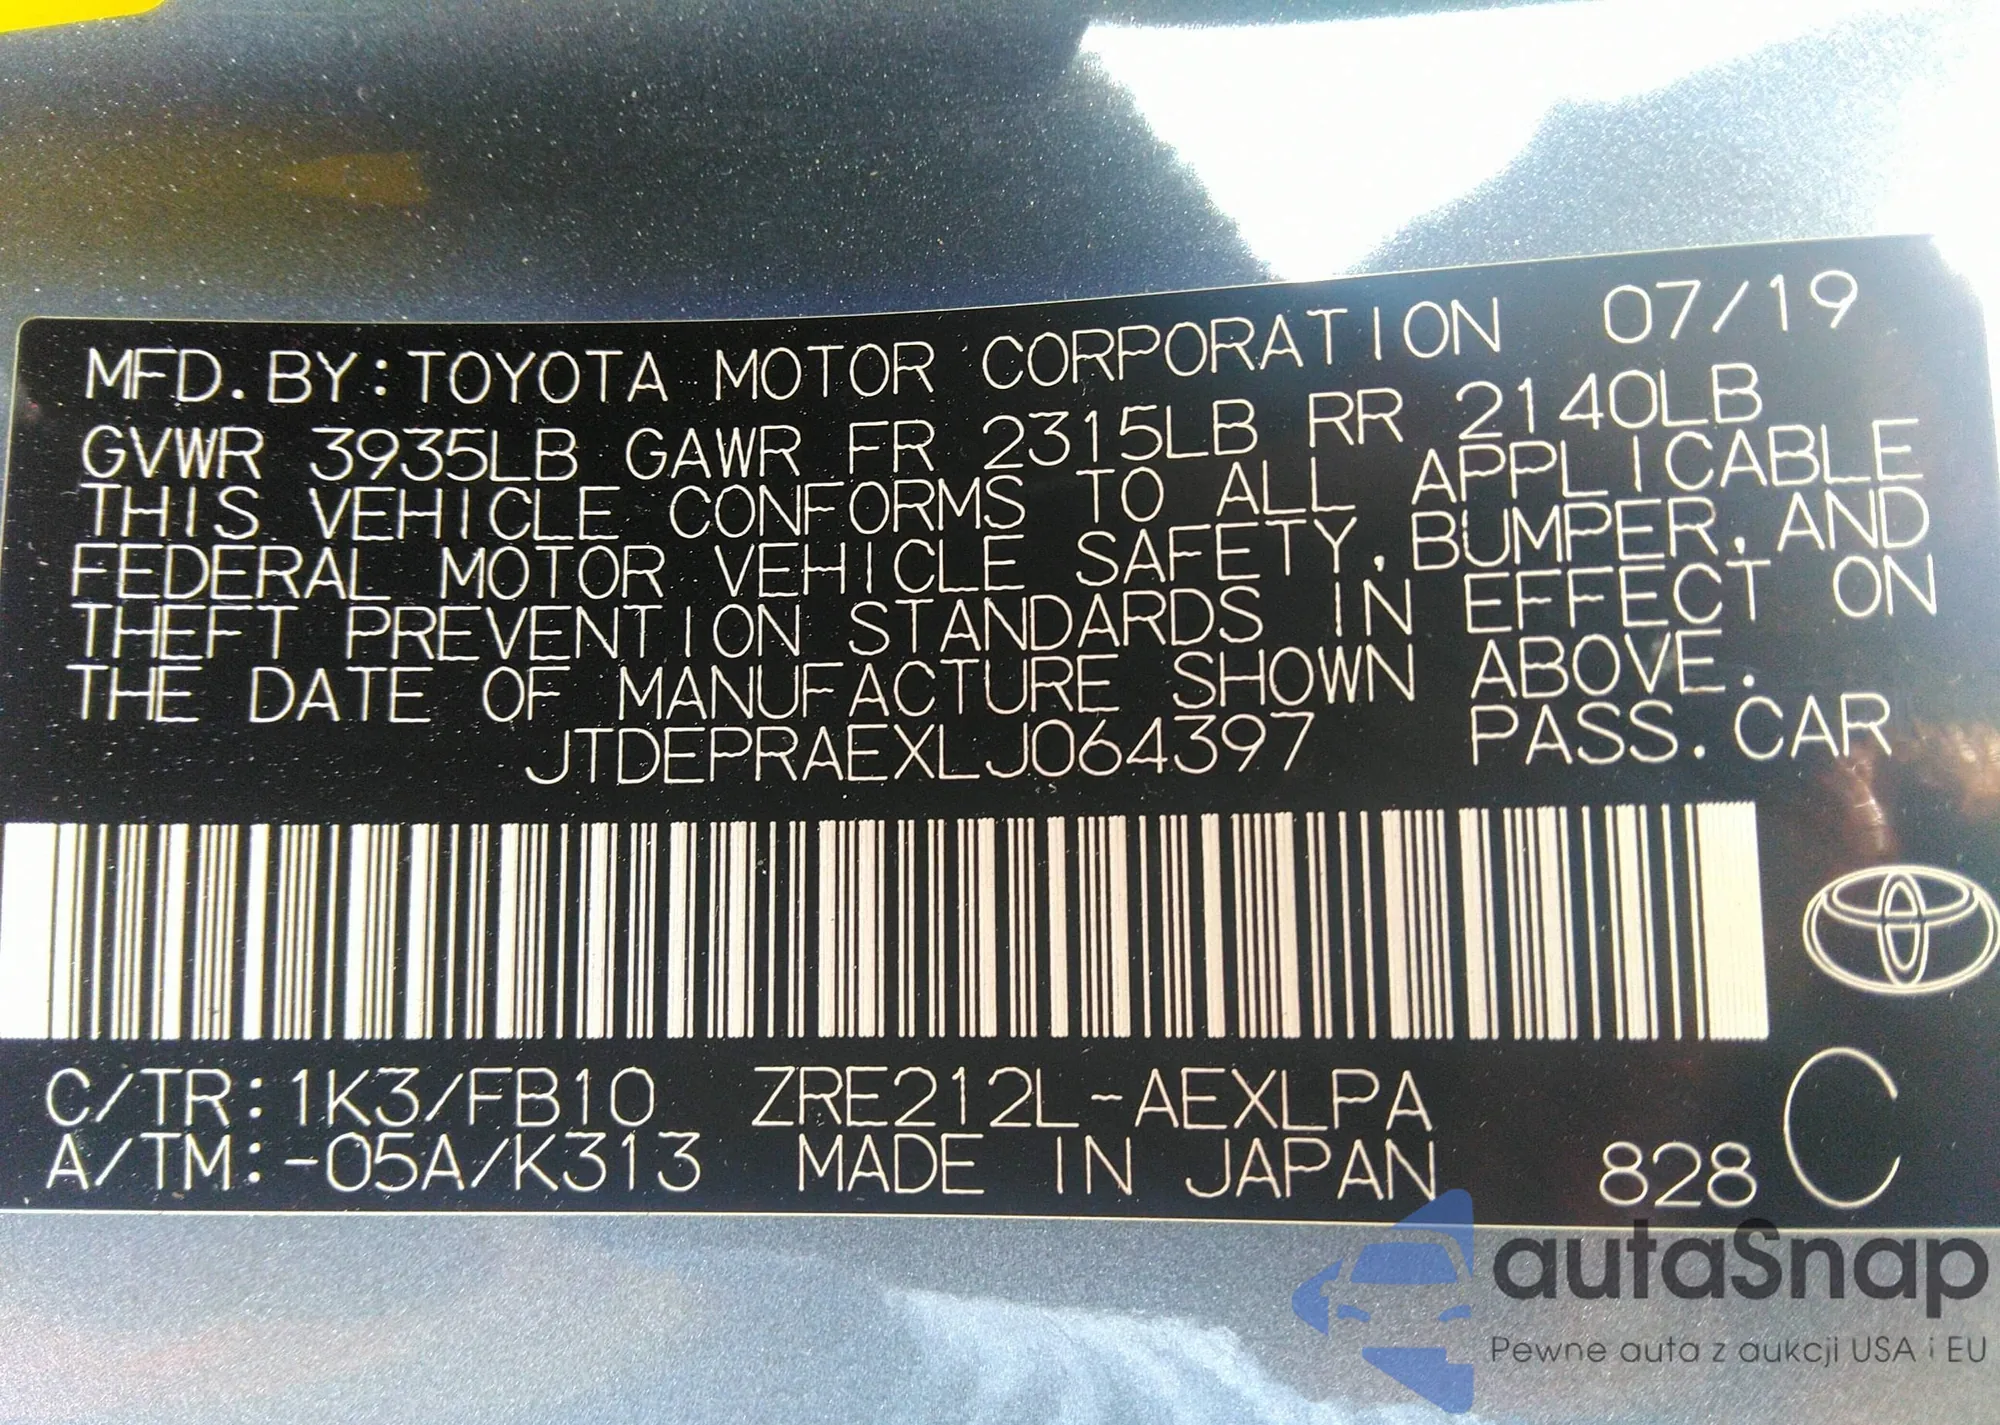 MFD. BY: TOYOTA MOTOR CORPORATION 07/19
GVWR 3935LB GAWR FR 2315LB RR 2140LB
THIS VEHICLE CONFORMS TO ALL APPLICABLE
FEDERAL MOTOR VEHICLE SAFETY, BUMPER, AND
THEFT PREVENTION STANDARDS IN EFFECT ON
THE DATE OF MANUFACTURE SHOWN ABOVE.
JTDEPRAEXLJ064397 PASS. CAR
C/TR: 1K3/FB10 ZRE212L-AEXLPA
A/TM: -05A/K313 MADE IN JAPAN 828 C
autaSnap
Pewne auta z aukcji USA i EU